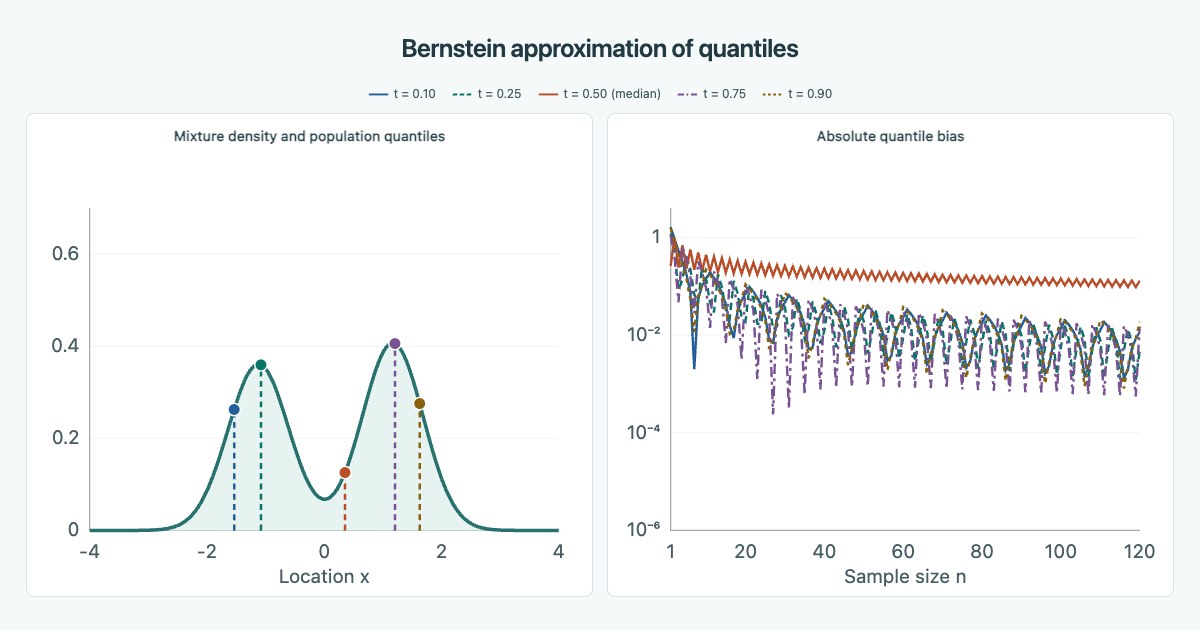 Bernstein approximation of quantiles
t = 0.10 t = 0.25 t = 0.50 (median) t = 0.75 t = 0.90
Mixture density and population quantiles
0.6
0.4
0.2
0
-4 -2 0 2 4
Location x
Absolute quantile bias
1
10⁻²
10⁻⁴
10⁻⁶
1 20 40 60 80 100 120
Sample size n